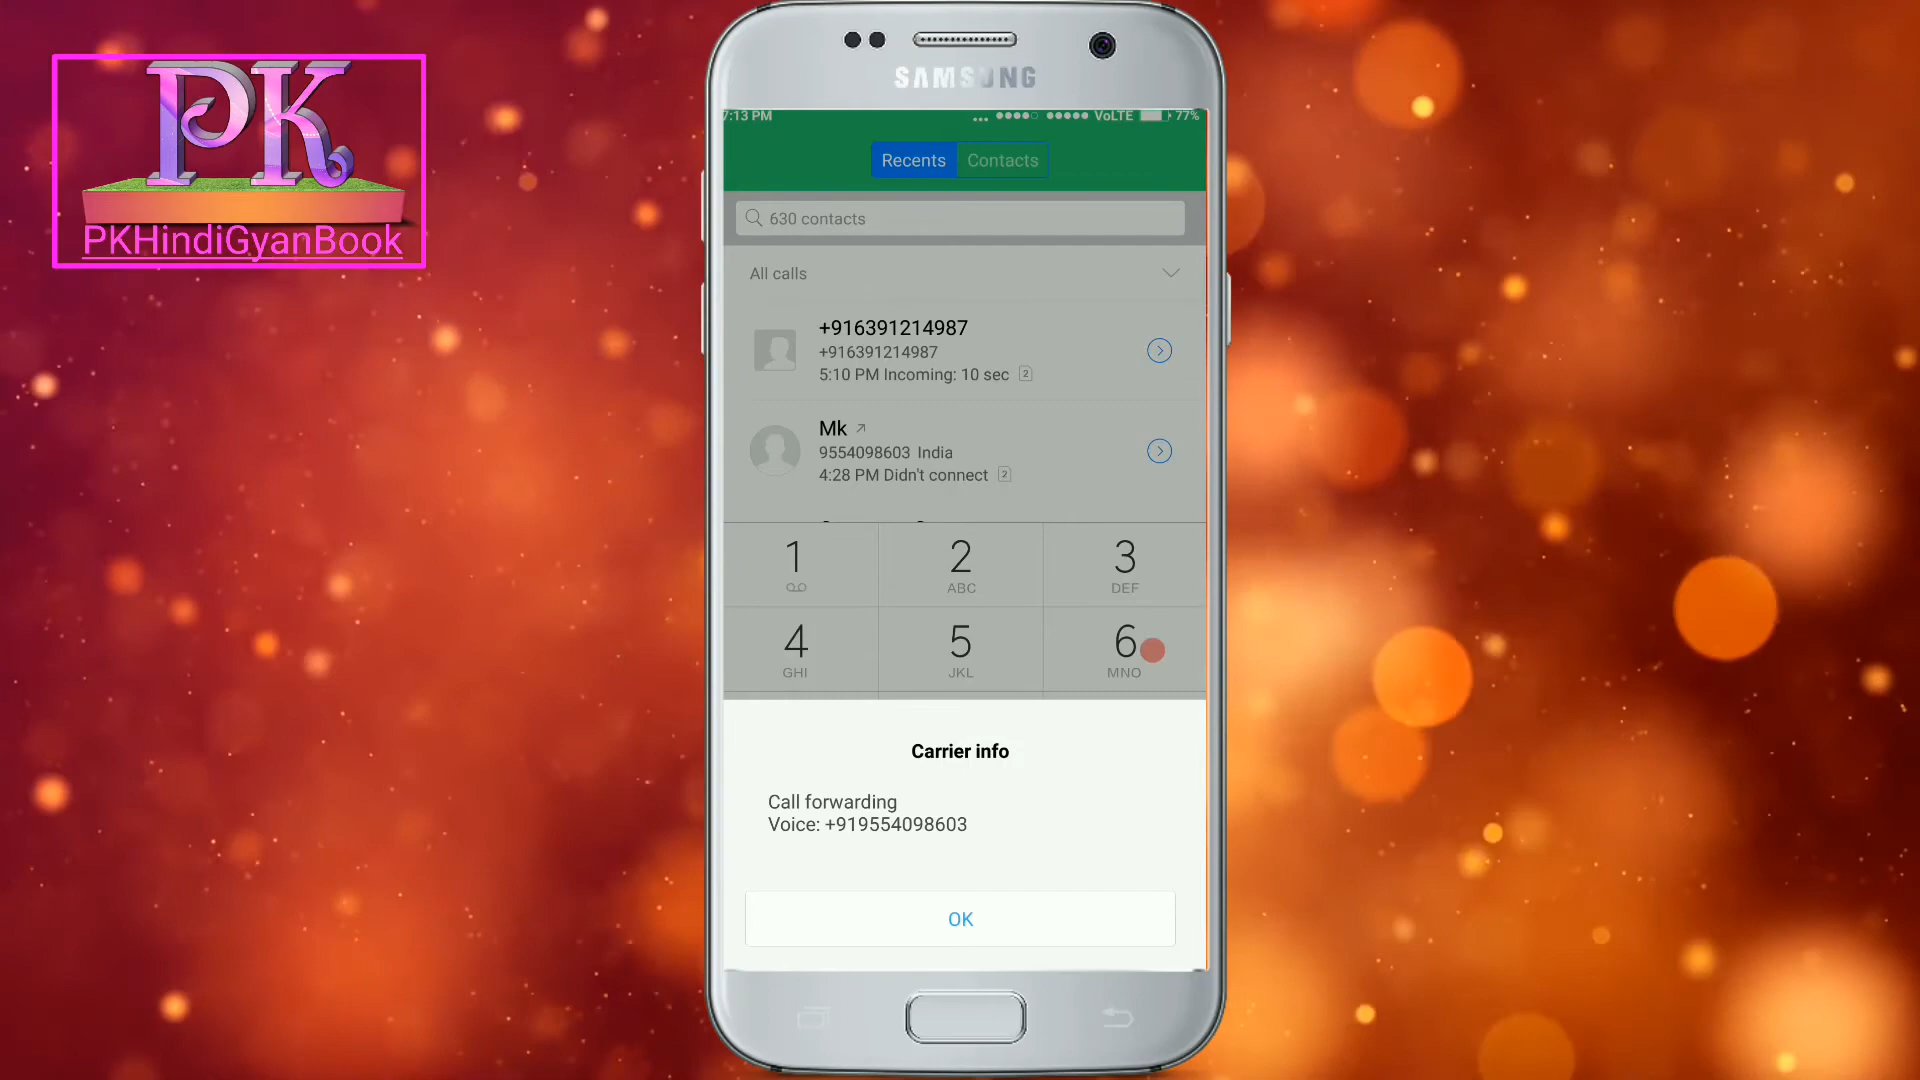 PK
PKHindiGyanBook
SAMSUNG
7:13 PM
VoLTE
77%
Recents
Contacts
630 contacts
All calls
+916391214987
+916391214987
5:10 PM Incoming: 10 sec 2
Mk
9554098603 India
4:28 PM Didn't connect 2
1
2
ABC
3
DEF
4
GHI
5
JKL
6
MNO
Carrier info
Call forwarding
Voice: +919554098603
OK